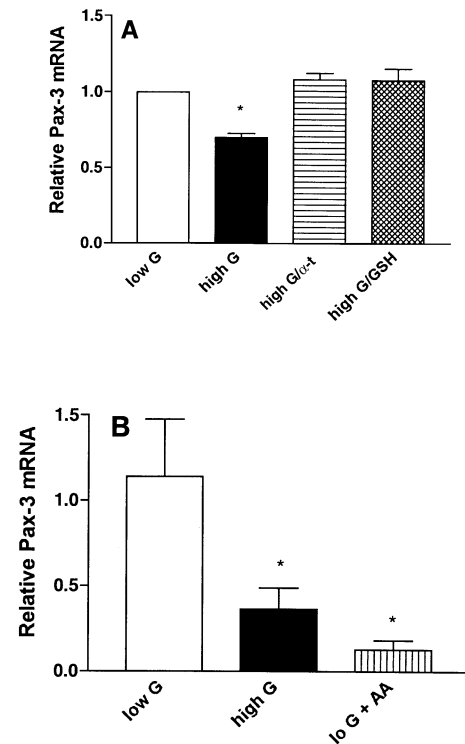 A
Relative Pax-3 mRNA
1.5
1.0
0.5
0.0
*
low G
high G
high G/α-t
high G/GSH
B
Relative Pax-3 mRNA
1.5
1.0
0.5
0.0
*
*
low G
high G
lo G + AA